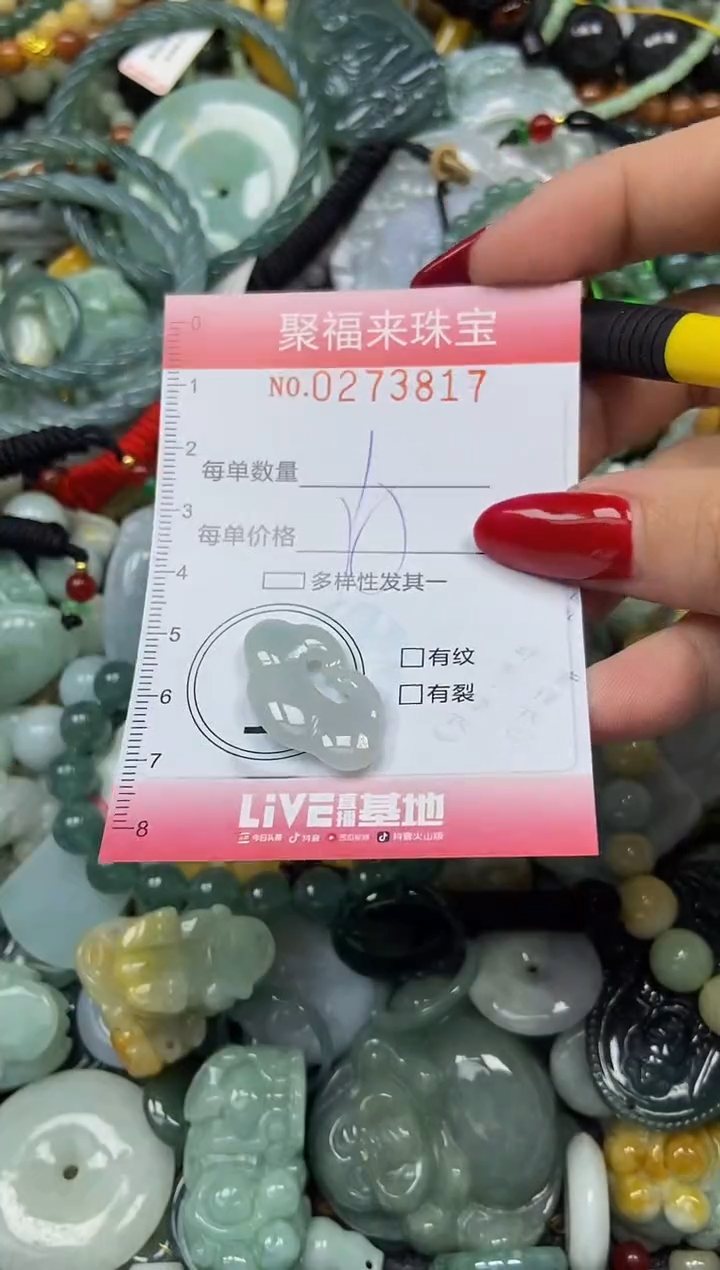 聚福来珠宝
NO.0273817
每单数量
每单价格
多样性发其一
有纹
有裂
LIVE直播基地
今日头条 抖音 西瓜视频 抖音火山版
0
1
2
3
4
5
6
7
8